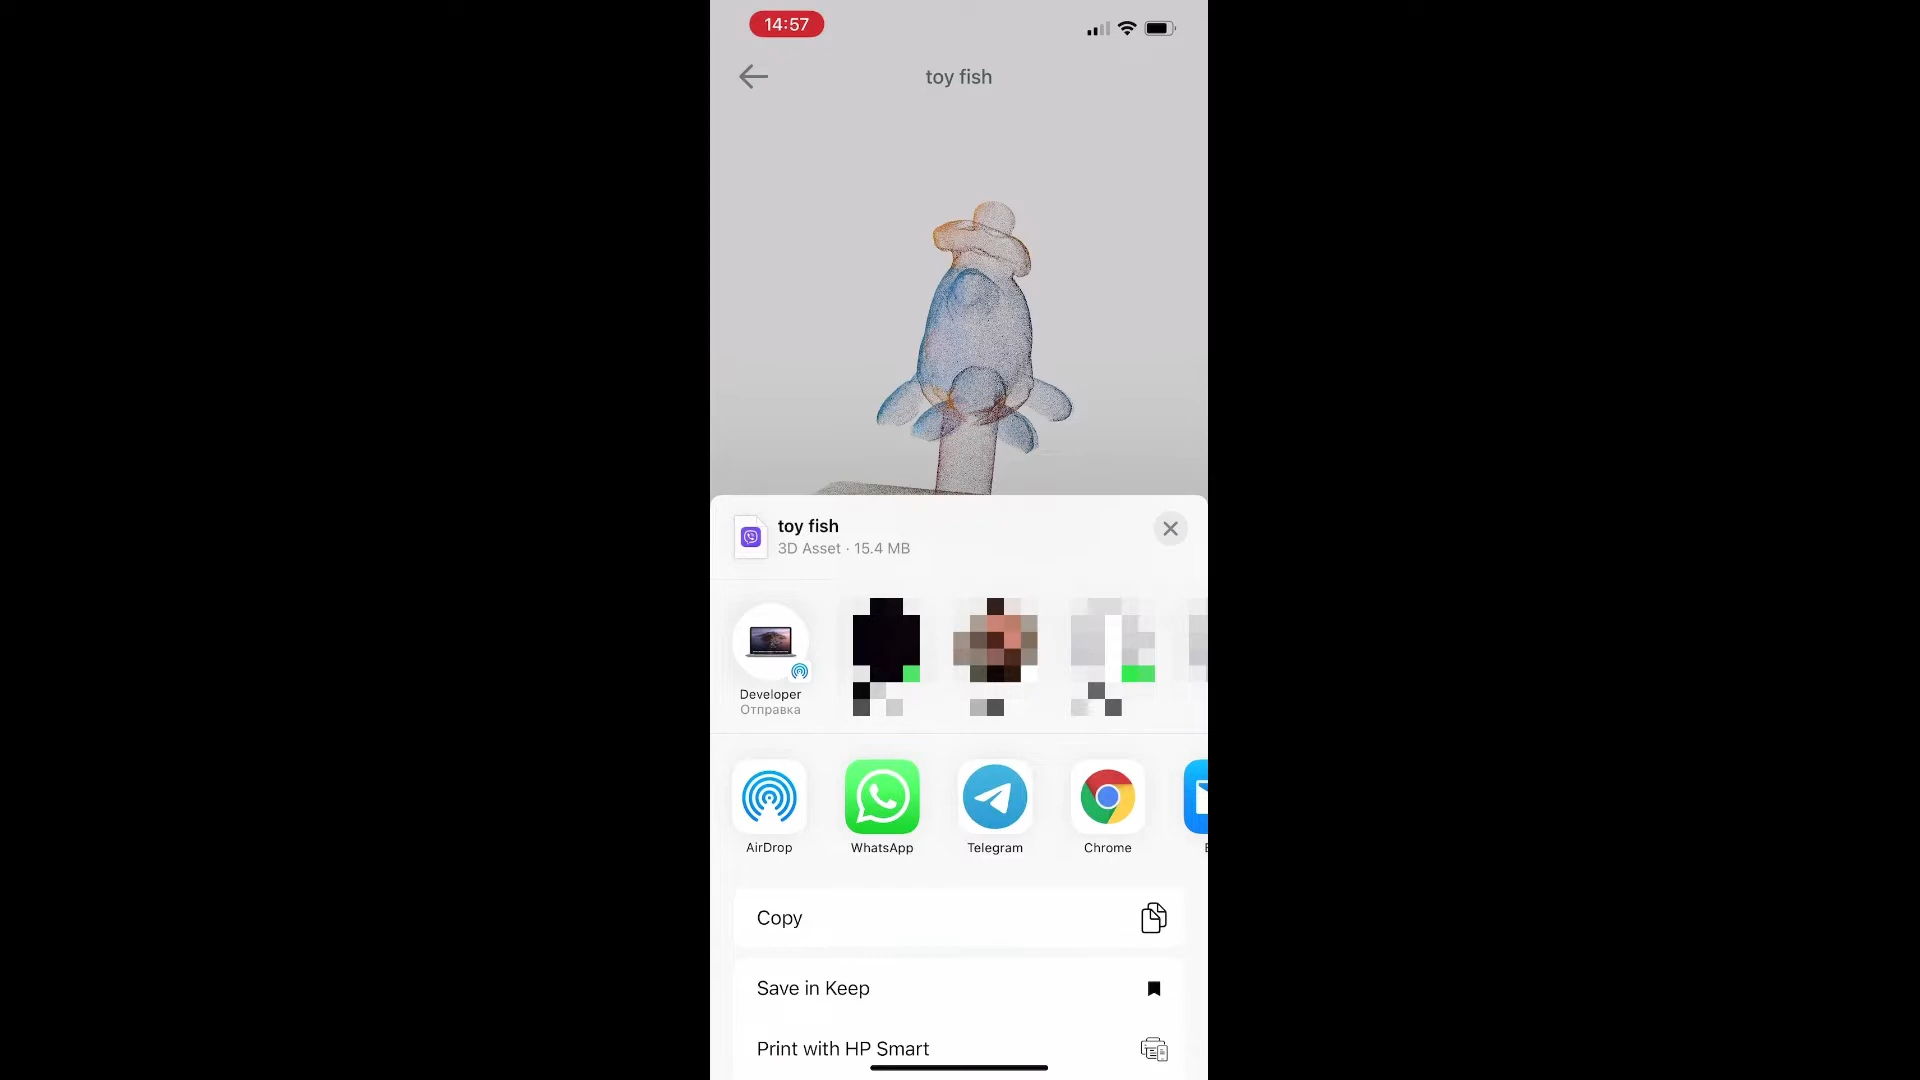 14:57
toy fish
toy fish
3D Asset · 15.4 MB
Developer
Отправка
AirDrop
WhatsApp
Telegram
Chrome
Copy
Save in Keep
Print with HP Smart